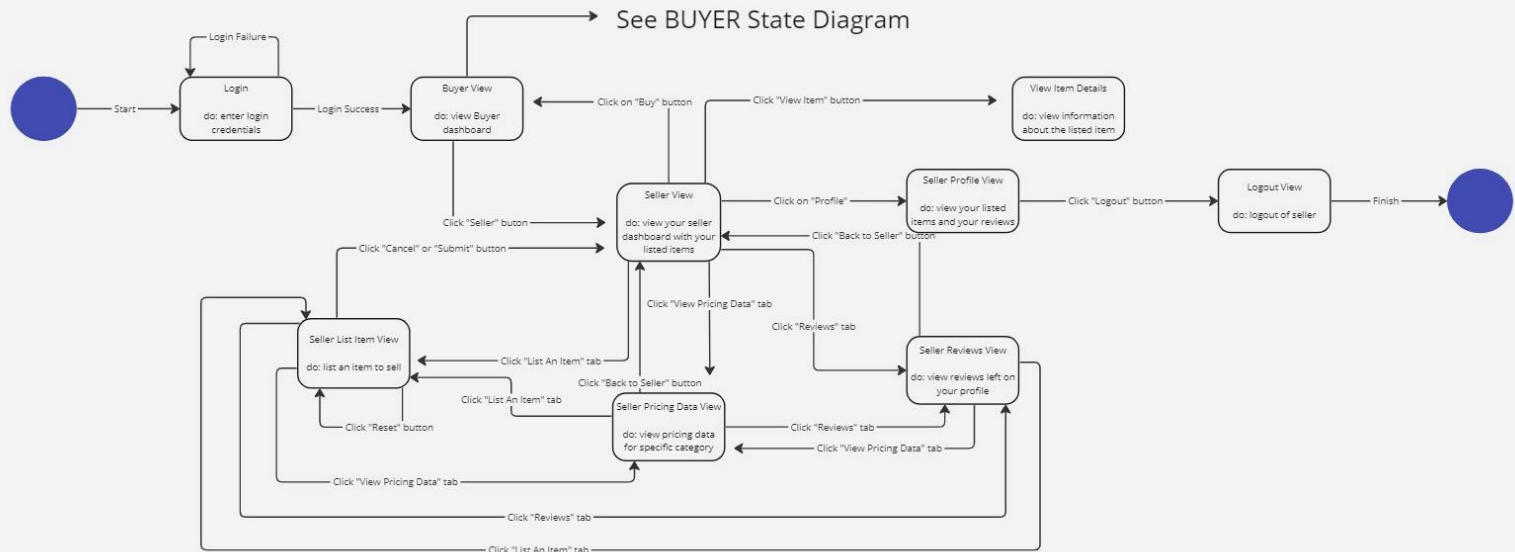 See BUYER State Diagram
Login Failure
Login
do: enter login
credentials
Start
Login Success
Buyer View
do: view Buyer
dashboard
Click on "Buy" button
Click "View Item" button
View Item Details
do: view information
about the listed item
Click "Seller" buton
Seller View
do: view your seller
dashboard with your
listed items
Click on "Profile"
Seller Profile View
do: view your listed
items and your reviews
Click "Logout" button
Logout View
do: logout of seller
Finish
Click "Back to Seller" button
Click "Cancel" or "Submit" button
Click "View Pricing Data" tab
Click "Reviews" tab
Seller List Item View
do: list an item to sell
Click "List An Item" tab
Click "Back to Seller" button
Click "List An Item" tab
Seller Reviews View
do: view reviews left on
your profile
Click "Reset" button
Seller Pricing Data View
do: view pricing data
for specific category
Click "Reviews" tab
Click "View Pricing Data" tab
Click "View Pricing Data" tab
Click "Reviews" tab
Click "List An Item" tab